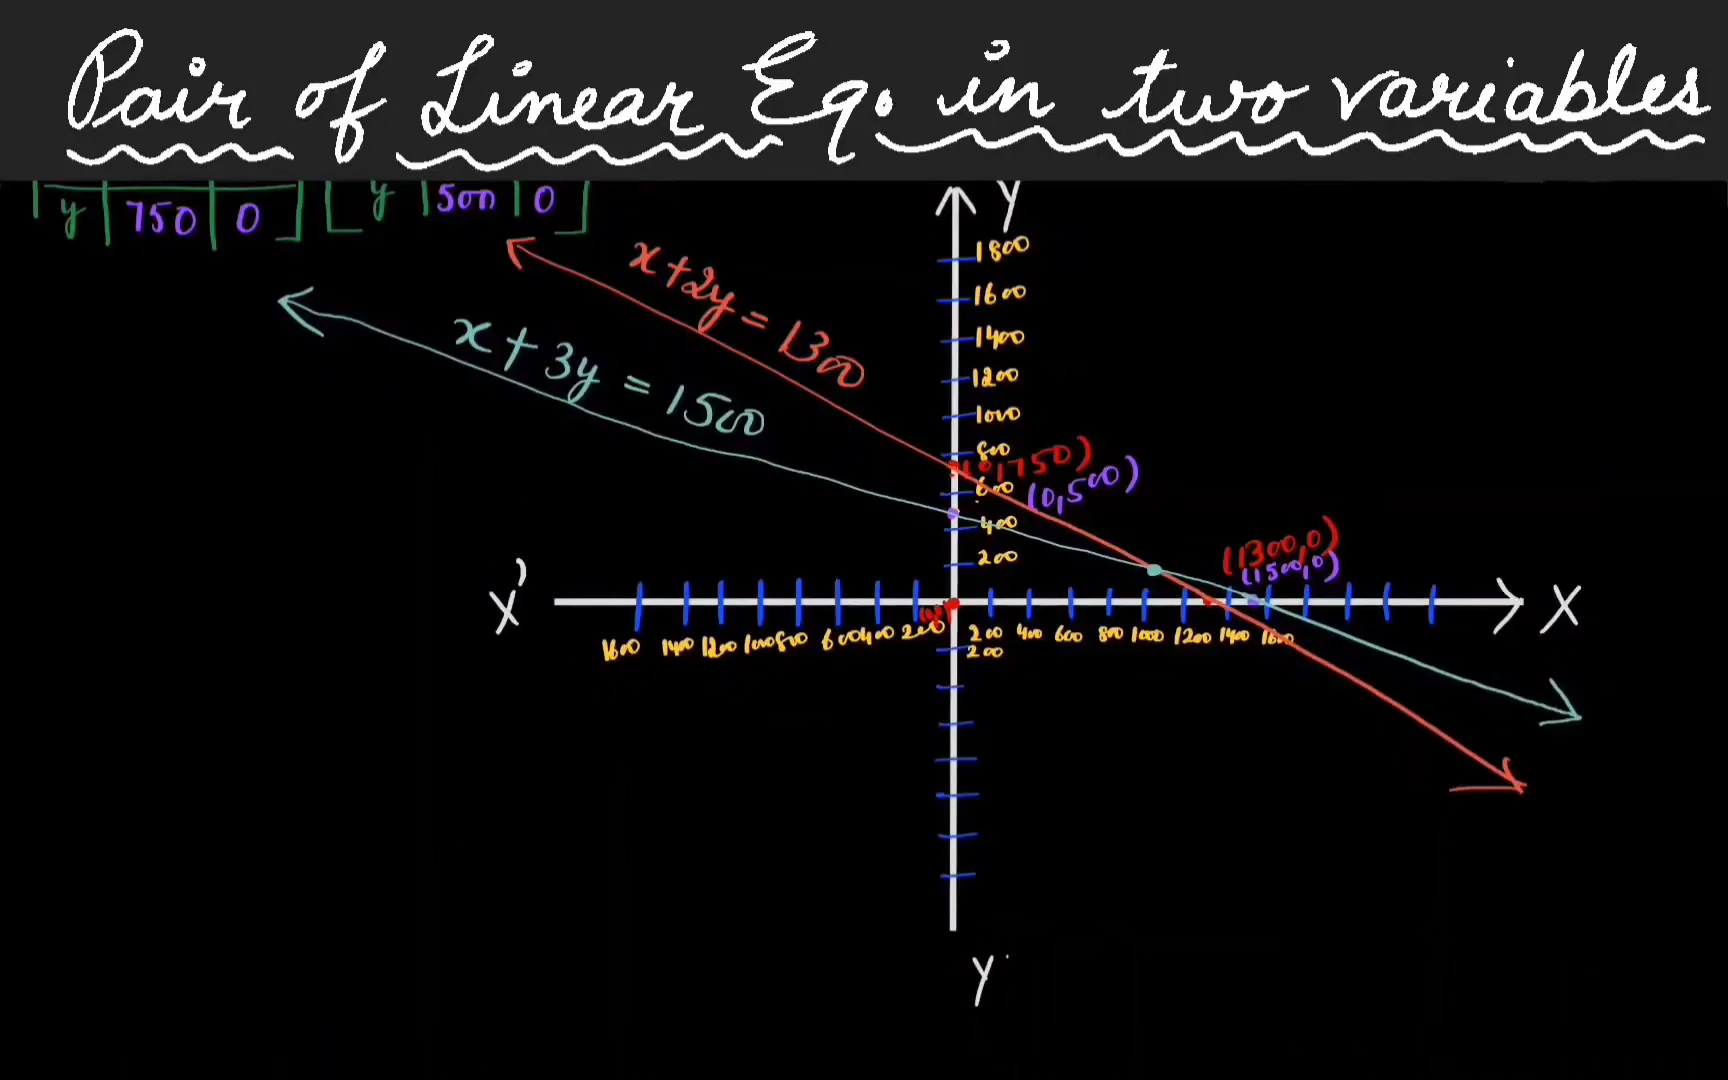 Pair of Linear Eq. in two variables
y 750 0 y 500 0
Y
x+2y=1300
x+3y=1500
1800
1600
1400
1200
1000
800
(0,750)
600
(0,500)
400
200
(1300,0)
(1500,0)
X'
X
1600 1400 1200 1000 800 600 400 200 200 400 600 800 1000 1200 1400 1600
200
Y